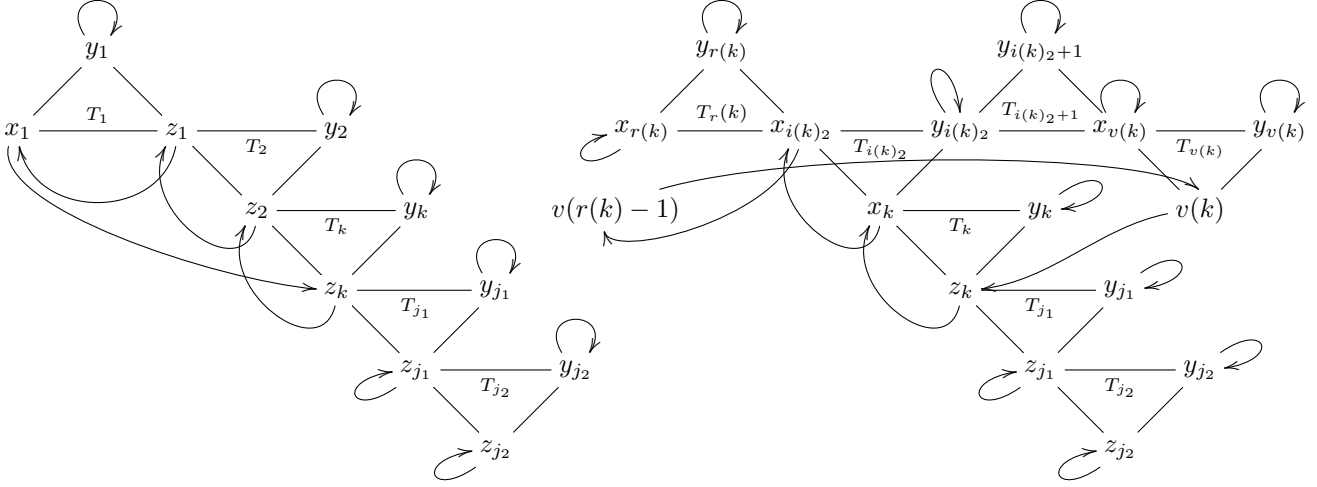 $y_1$ $y_{r(k)}$ $y_{i(k)_2+1}$
$x_1$ $T_1$ $z_1$ $T_2$ $y_2$ $x_{r(k)}$ $T_r(k)$ $x_{i(k)_2}$ $T_{i(k)_2}$ $y_{i(k)_2}$ $T_{i(k)_2+1}$ $x_{v(k)}$ $T_{v(k)}$ $y_{v(k)}$
$z_2$ $T_k$ $y_k$ $v(r(k)-1)$ $x_k$ $T_k$ $y_k$ $v(k)$
$z_k$ $T_{j_1}$ $y_{j_1}$ $z_k$ $T_{j_1}$ $y_{j_1}$
$z_{j_1}$ $T_{j_2}$ $y_{j_2}$ $z_{j_1}$ $T_{j_2}$ $y_{j_2}$
$z_{j_2}$ $z_{j_2}$